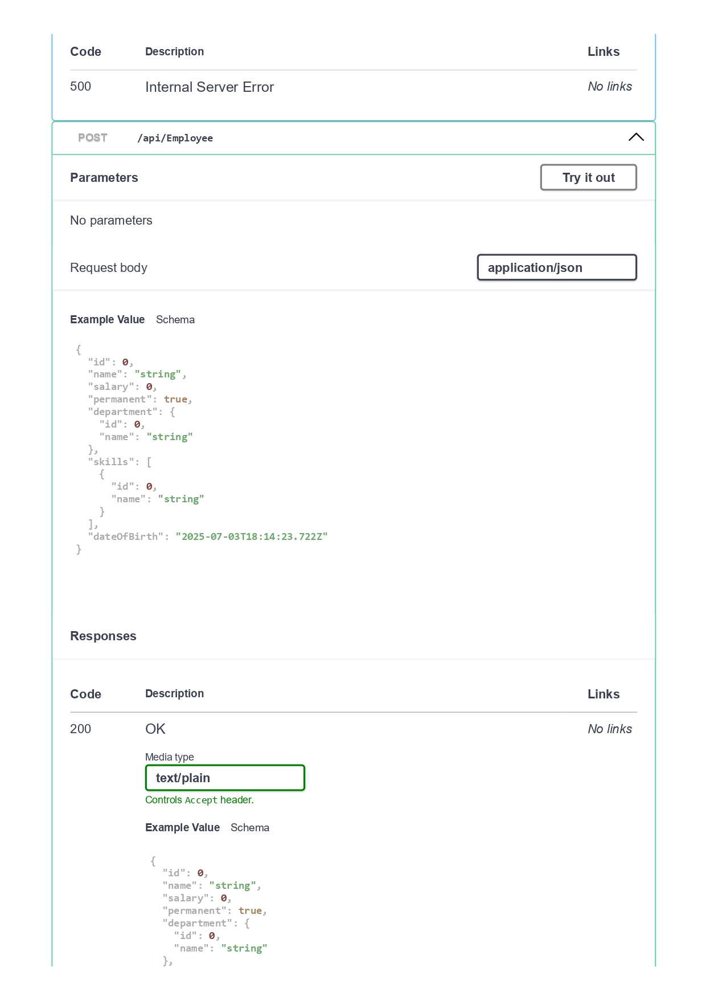 Code Description Links
500 Internal Server Error No links
POST /api/Employee
Parameters Try it out
No parameters
Request body application/json
Example Value Schema
{
  "id": 0,
  "name": "string",
  "salary": 0,
  "permanent": true,
  "department": {
    "id": 0,
    "name": "string"
  },
  "skills": [
    {
      "id": 0,
      "name": "string"
    }
  ],
  "dateOfBirth": "2025-07-03T18:14:23.722Z"
}
Responses
Code Description Links
200 OK No links
Media type
text/plain
Controls Accept header.
Example Value Schema
{
  "id": 0,
  "name": "string",
  "salary": 0,
  "permanent": true,
  "department": {
    "id": 0,
    "name": "string"
  },